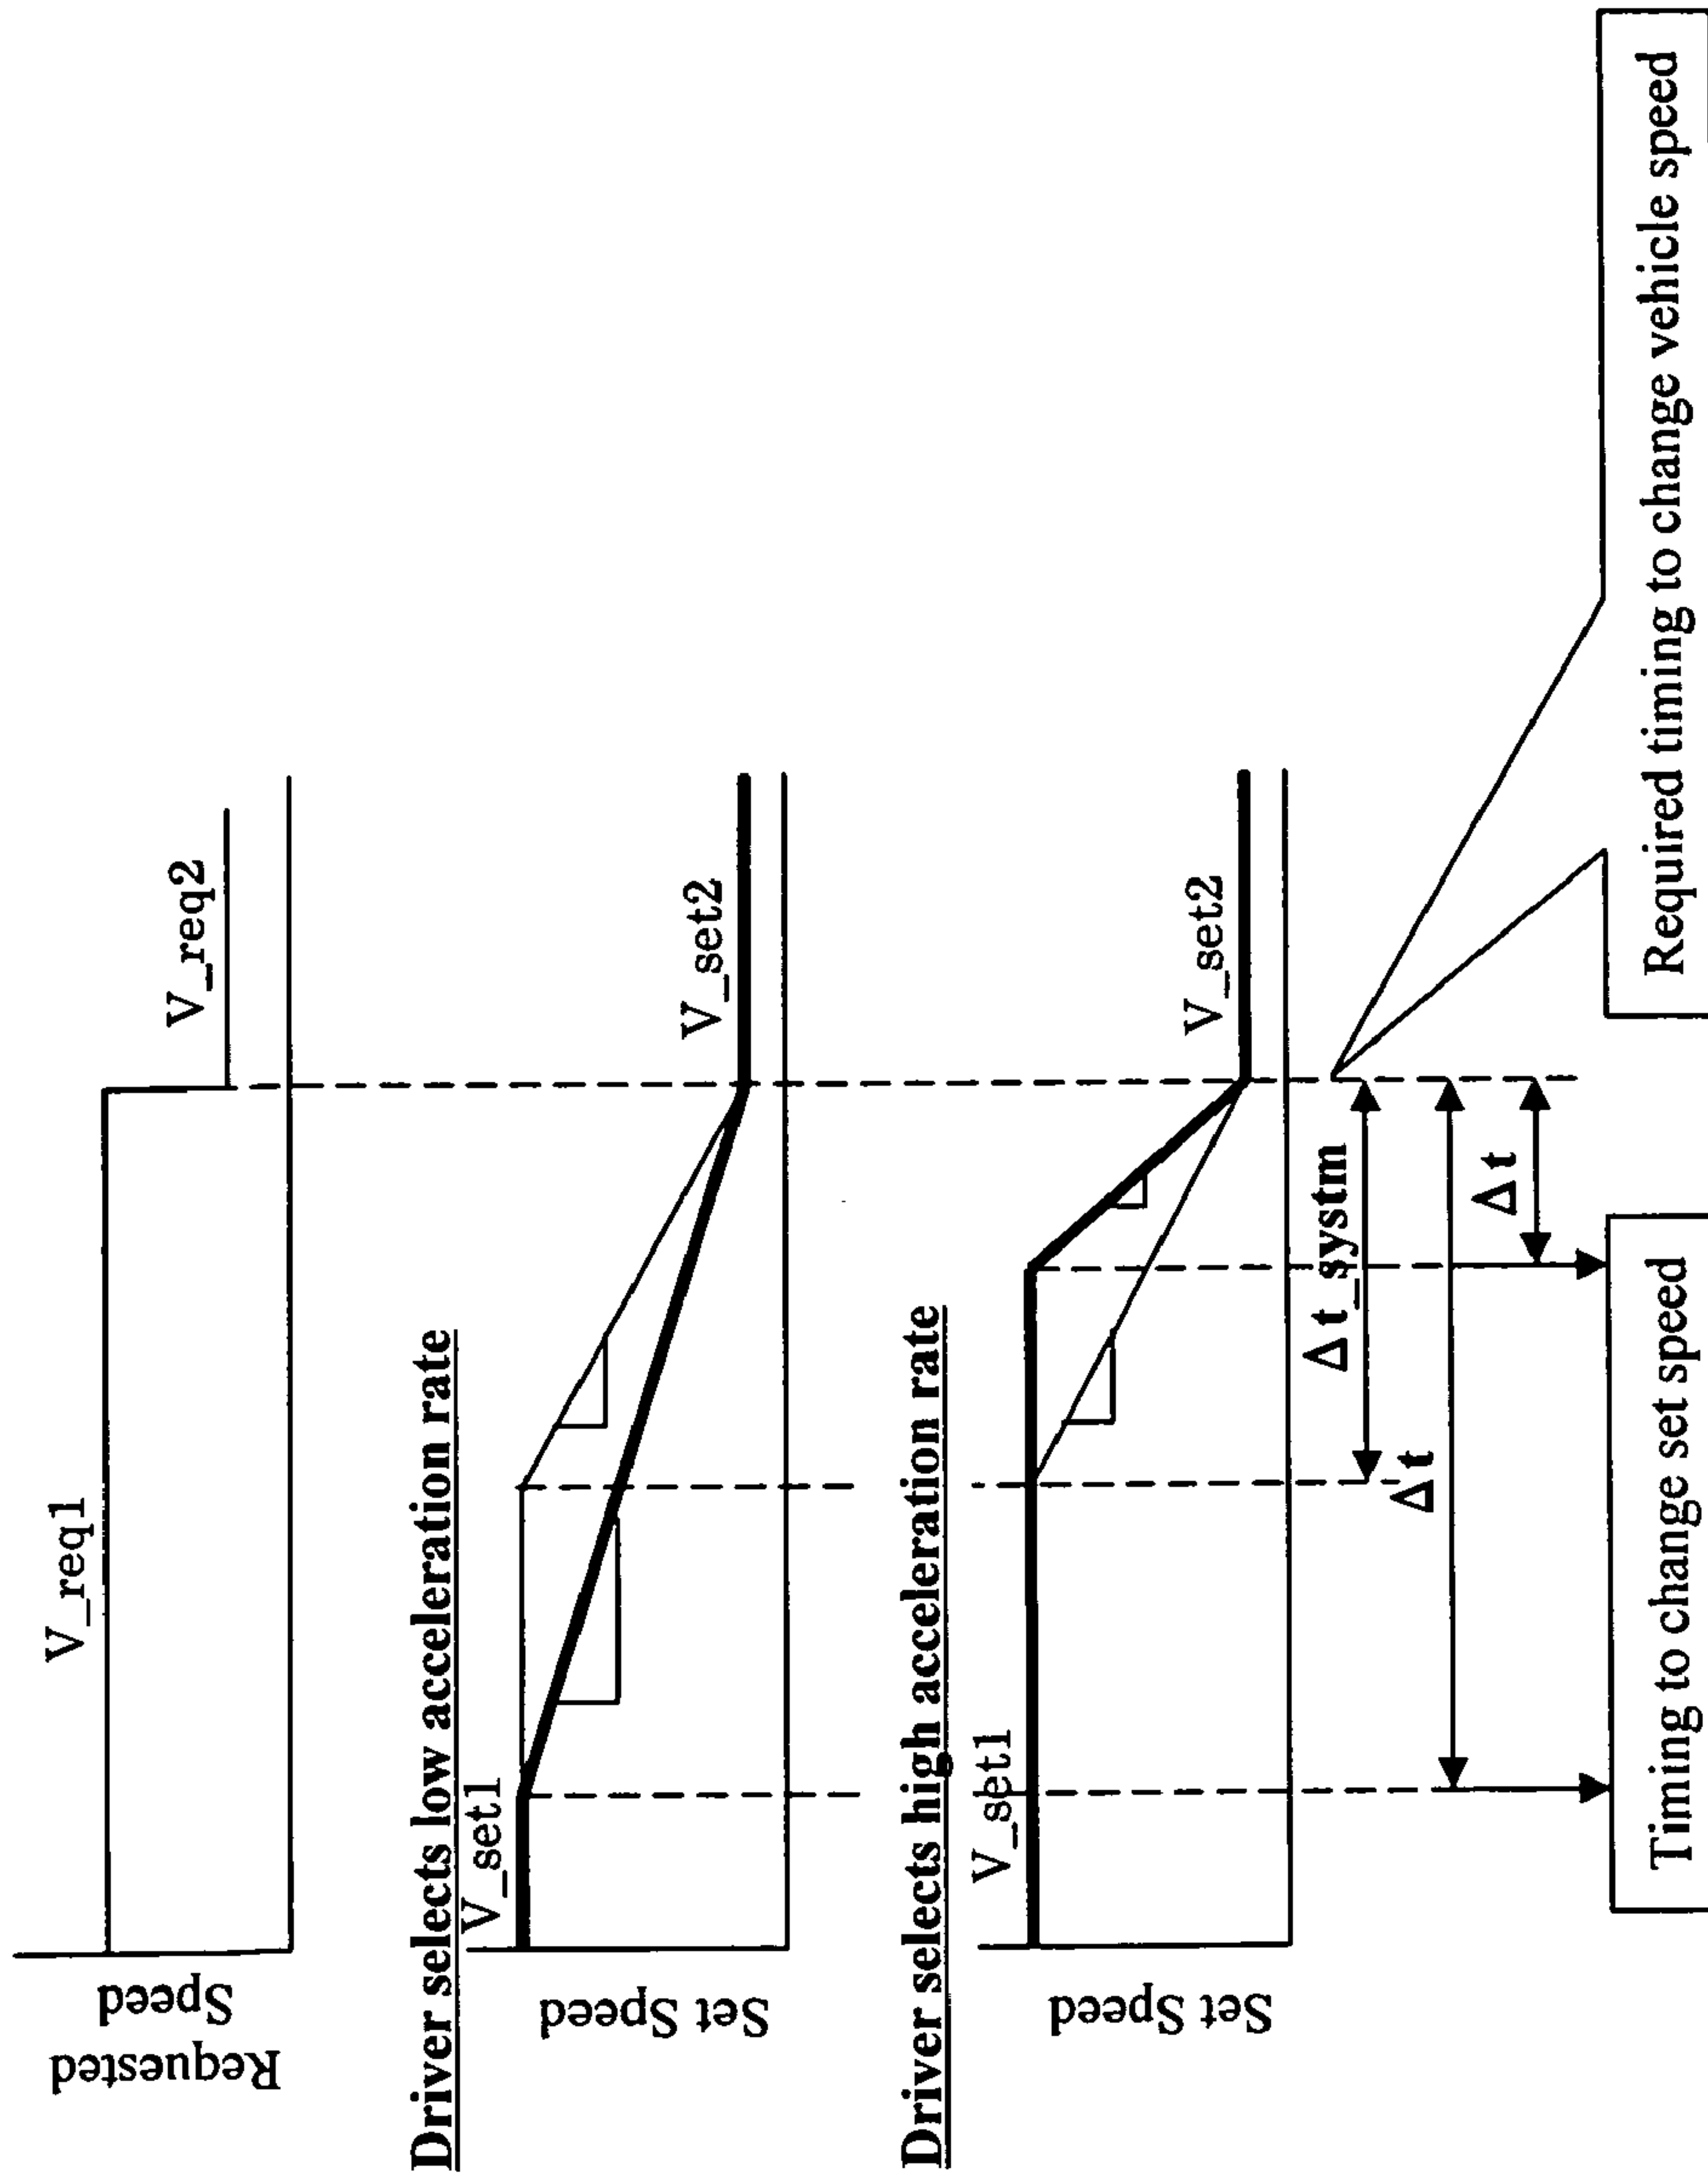 Requested
Speed
V_req1
V_req2
Driver selects low acceleration rate
Set Speed
V_set1
V_set2
Driver selects high acceleration rate
Set Speed
V_set1
V_set2
Δt_systm
Δt
Δt
Timing to change set speed
Required timing to change vehicle speed